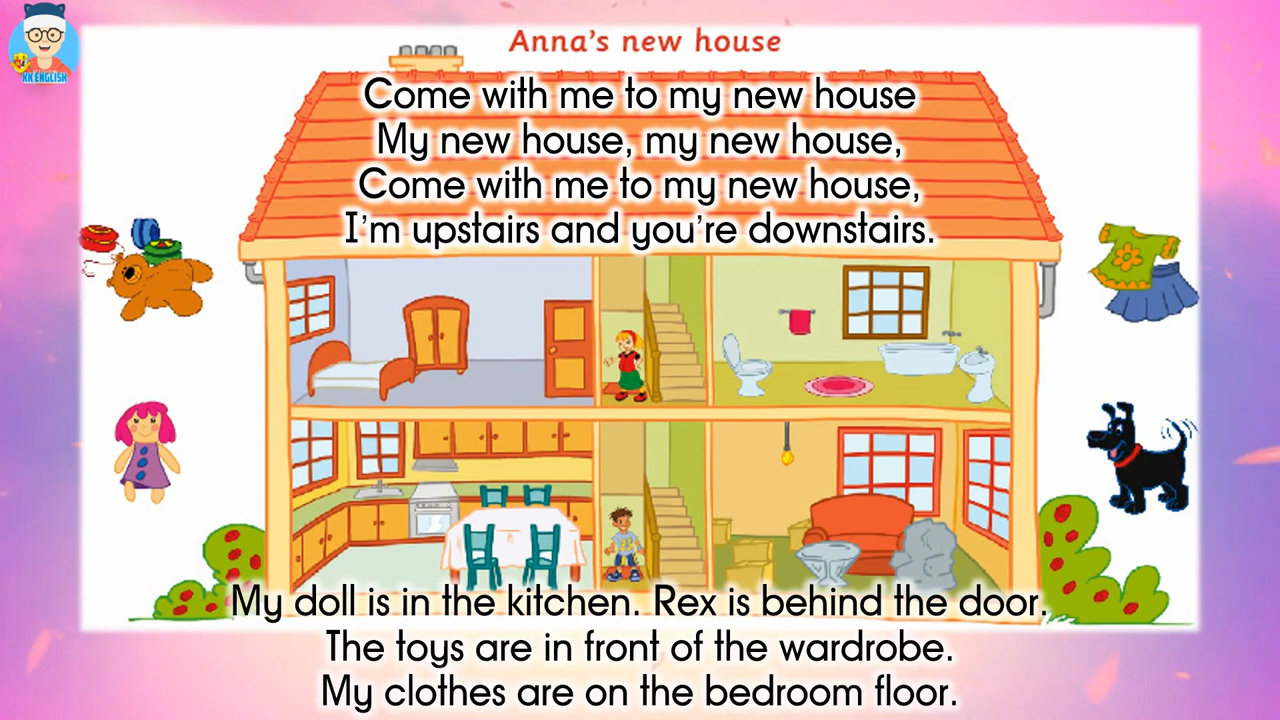 KK ENGLISH
Anna's new house
Come with me to my new house
My new house, my new house,
Come with me to my new house,
I'm upstairs and you're downstairs.
My doll is in the kitchen. Rex is behind the door.
The toys are in front of the wardrobe.
My clothes are on the bedroom floor.